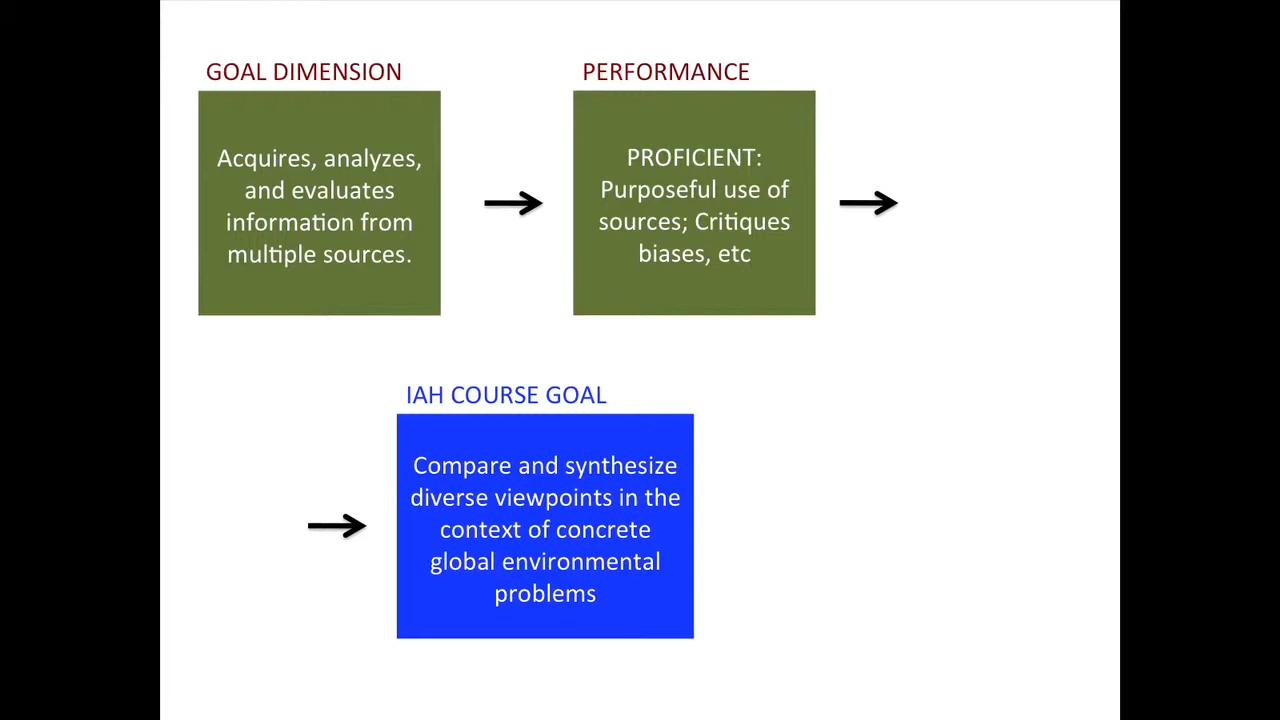 GOAL DIMENSION
Acquires, analyzes,
and evaluates
information from
multiple sources.
PERFORMANCE
PROFICIENT:
Purposeful use of
sources; Critiques
biases, etc
IAH COURSE GOAL
Compare and synthesize
diverse viewpoints in the
context of concrete
global environmental
problems